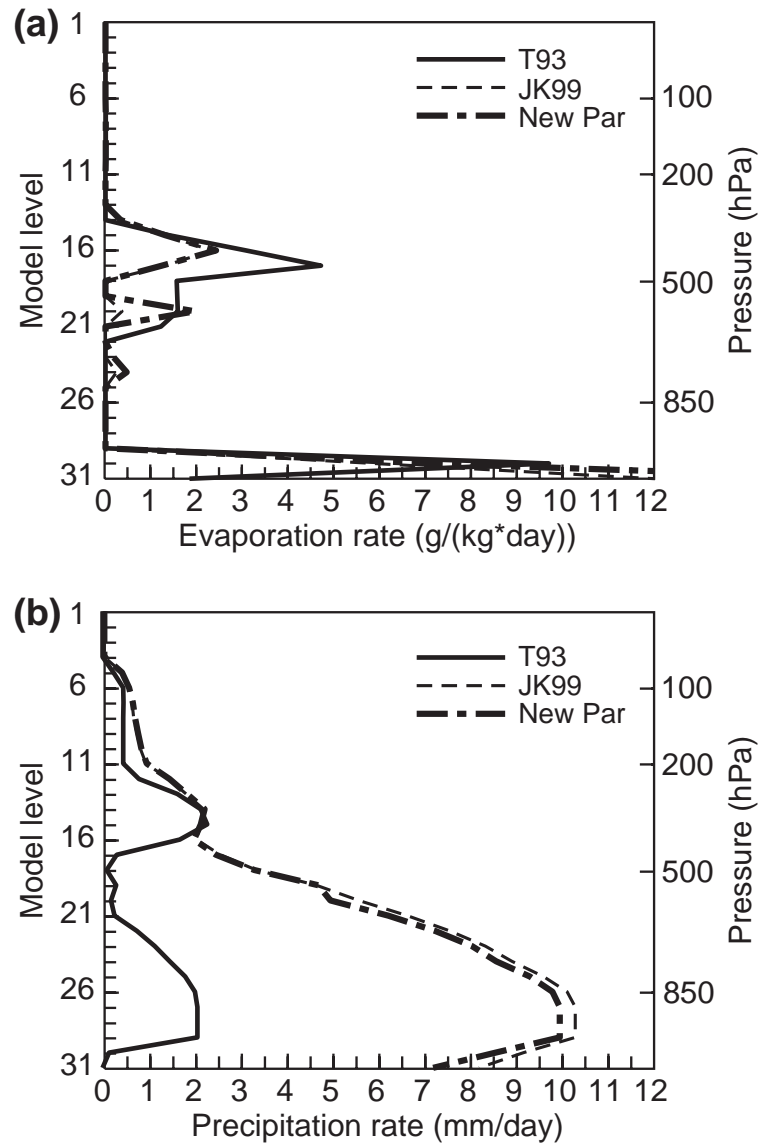 (a)
T93
JK99
New Par
1
6
11
16
21
26
31
Model level
100
200
500
850
Pressure (hPa)
0 1 2 3 4 5 6 7 8 9 10 11 12
Evaporation rate (g/(kg*day))
(b)
T93
JK99
New Par
1
6
11
16
21
26
31
Model level
100
200
500
850
Pressure (hPa)
0 1 2 3 4 5 6 7 8 9 10 11 12
Precipitation rate (mm/day)